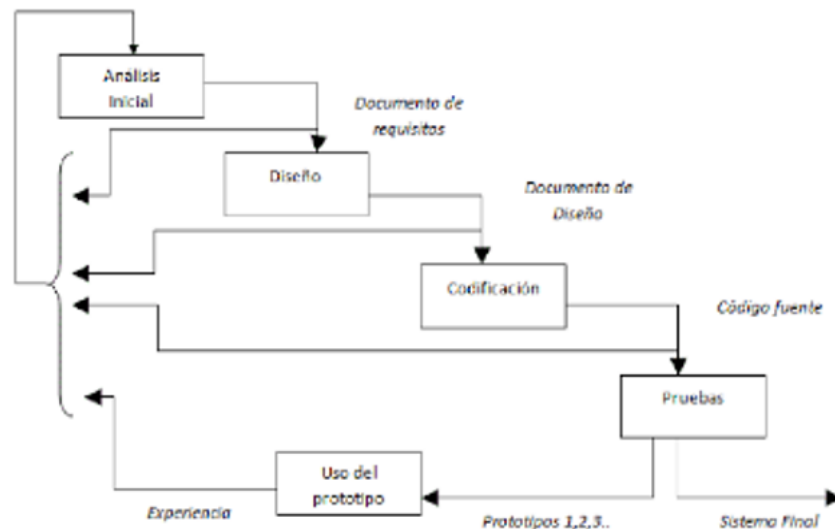 Análisis
Inicial
Documento de
requisitos
Diseño
Documento de
Diseño
Codificación
Código fuente
Pruebas
Uso del
prototipo
Experiencia
Prototipos 1,2,3..
Sistema Final